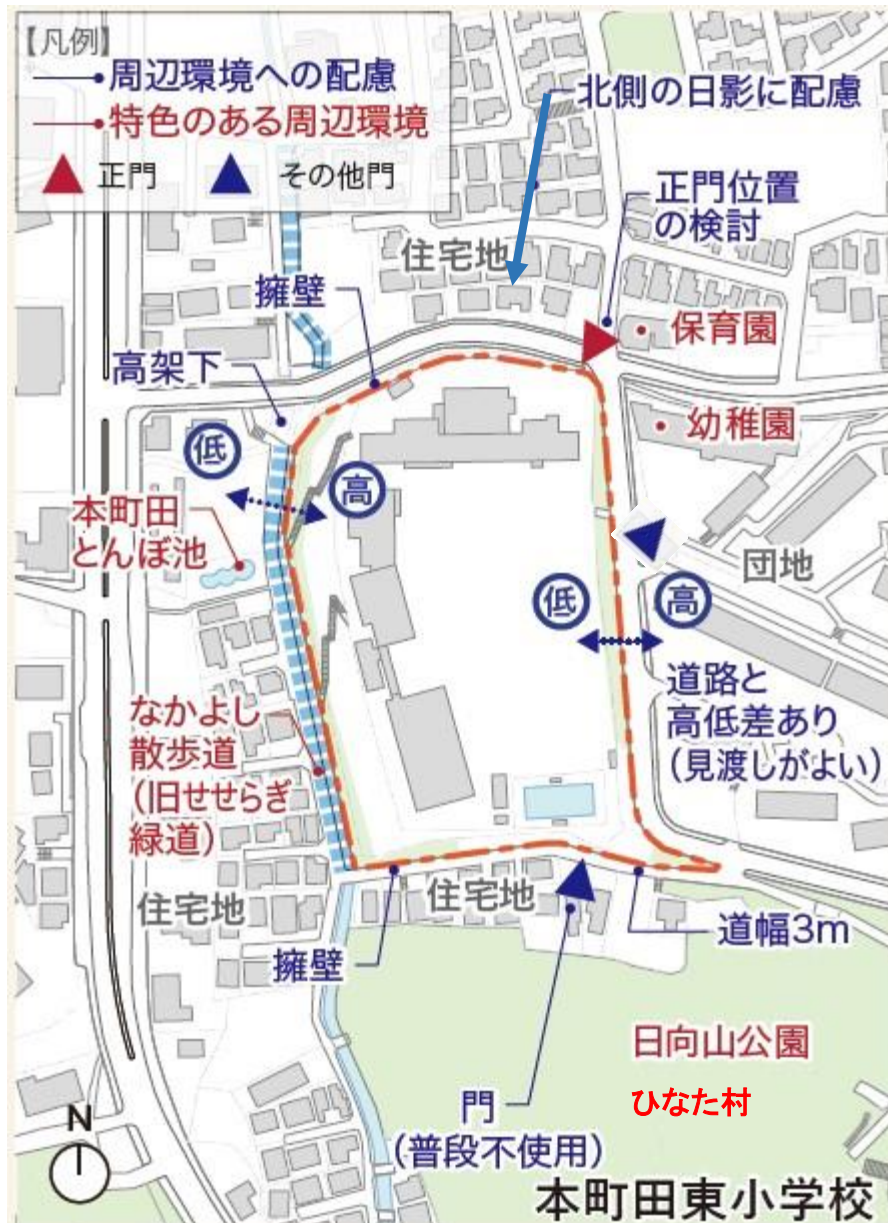 【凡例】
周辺環境への配慮
特色のある周辺環境
正門
その他門
北側の日影に配慮
正門位置
の検討
住宅地
擁壁
保育園
高架下
幼稚園
低
高
本町田
とんぼ池
団地
低
高
道路と
高低差あり
(見渡しがよい)
なかよし
散歩道
(旧せせらぎ
緑道)
住宅地
住宅地
道幅3m
擁壁
日向山公園
ひなた村
門
(普段不使用)
N
本町田東小学校